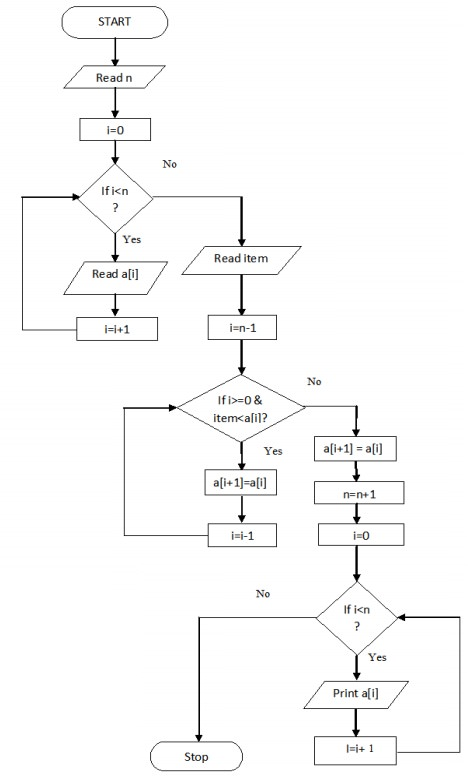 START
Read n
i=0
No
If i<n
?
Yes
Read a[i]
i=i+1
Read item
i=n-1
No
If i>=0 &
item<a[i]?
Yes
a[i+1]=a[i]
i=i-1
a[i+1] = a[i]
n=n+1
i=0
No
If i<n
?
Yes
Print a[i]
I=i+ 1
Stop